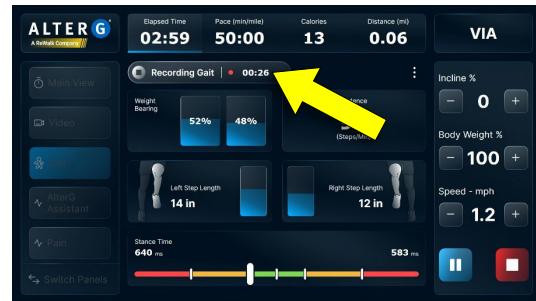 ALTER G
A ReWalk Company
Elapsed Time
02:59
Pace (min/mile)
50:00
Calories
13
Distance (mi)
0.06
VIA
Recording Gait | 00:26
Main View
Video
AlterG
Assistant
Pain
Switch Panels
Weight
Bearing
52%
48%
(Steps/Min)
Left Step Length
14 in
Right Step Length
12 in
Stance Time
640 ms
583 ms
Incline %
- 0 +
Body Weight %
- 100 +
Speed - mph
- 1.2 +